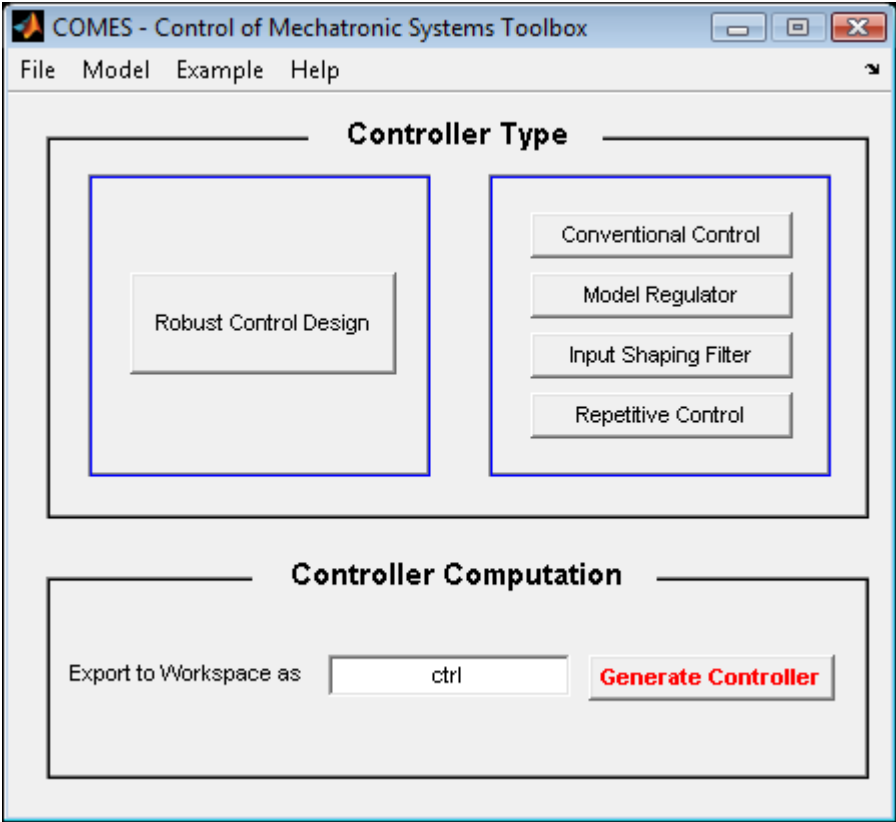 COMES - Control of Mechatronic Systems Toolbox
File Model Example Help
Controller Type
Robust Control Design
Conventional Control
Model Regulator
Input Shaping Filter
Repetitive Control
Controller Computation
Export to Workspace as ctrl Generate Controller